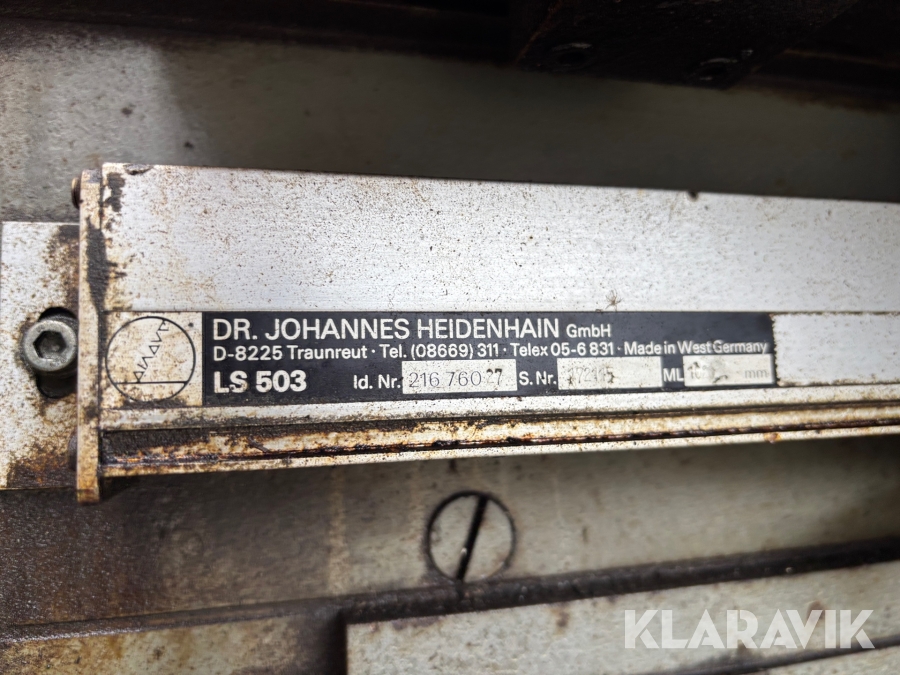 DR. JOHANNES HEIDENHAIN GmbH
D-8225 Traunreut · Tel. (08669) 311 · Telex 05-6 831 · Made in West Germany
LS 503 Id. Nr. 216 760 S. Nr. ML mm
KLARAVIK